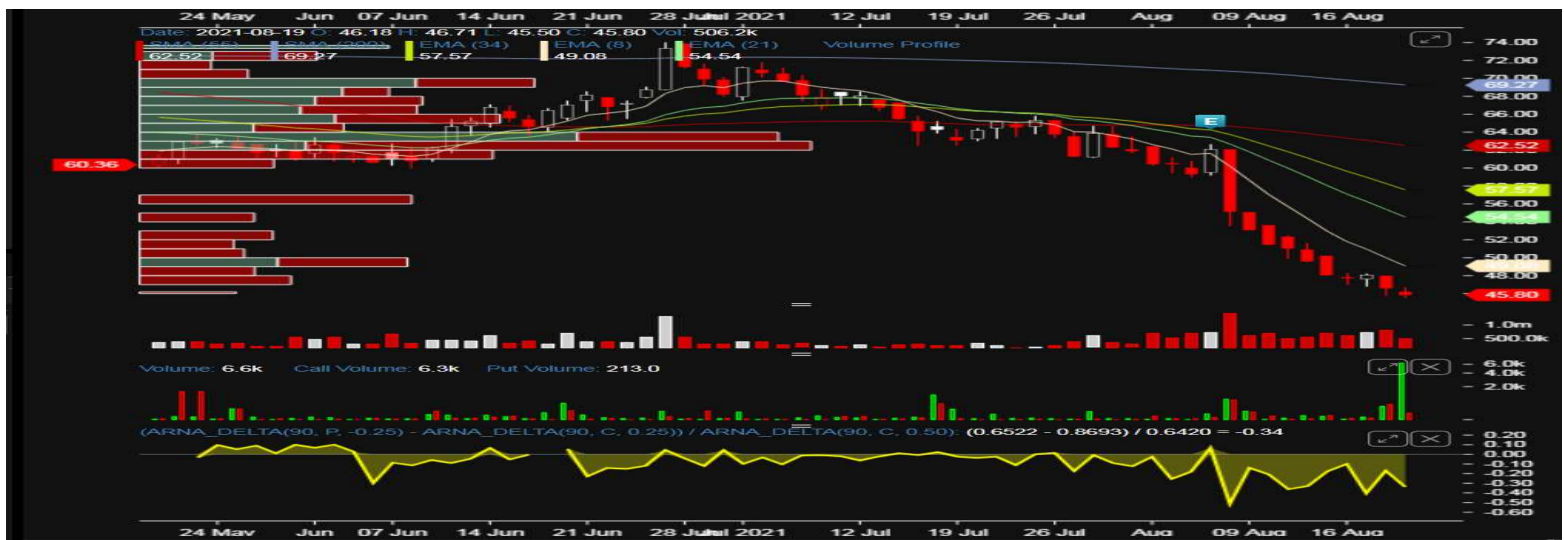 24 May Jun 07 Jun 14 Jun 21 Jun 28 Jun Jul 2021 12 Jul 19 Jul 26 Jul Aug 09 Aug 16 Aug
Date: 2021-08-19 O: 46.18 H: 46.71 L: 45.50 C: 45.80 Vol: 506.2k
SMA (55) SMA (200) EMA (34) EMA (8) EMA (21) Volume Profile
62.52 69.27 57.57 49.08 54.54
74.00
72.00
70.00
69.27
68.00
66.00
E
64.00
62.52
60.36
60.00
57.57
56.00
54.54
52.00
50.00
49.08
48.00
45.80
1.0m
500.0k
Volume: 6.6k Call Volume: 6.3k Put Volume: 213.0
6.0k
4.0k
2.0k
(ARNA_DELTA(90, P, -0.25) - ARNA_DELTA(90, C, 0.25)) / ARNA_DELTA(90, C, 0.50): (0.6522 - 0.8693) / 0.6420 = -0.34
0.20
0.10
0.00
-0.10
-0.20
-0.30
-0.40
-0.50
-0.60
24 May Jun 07 Jun 14 Jun 21 Jun 28 Jun Jul 2021 12 Jul 19 Jul 26 Jul Aug 09 Aug 16 Aug